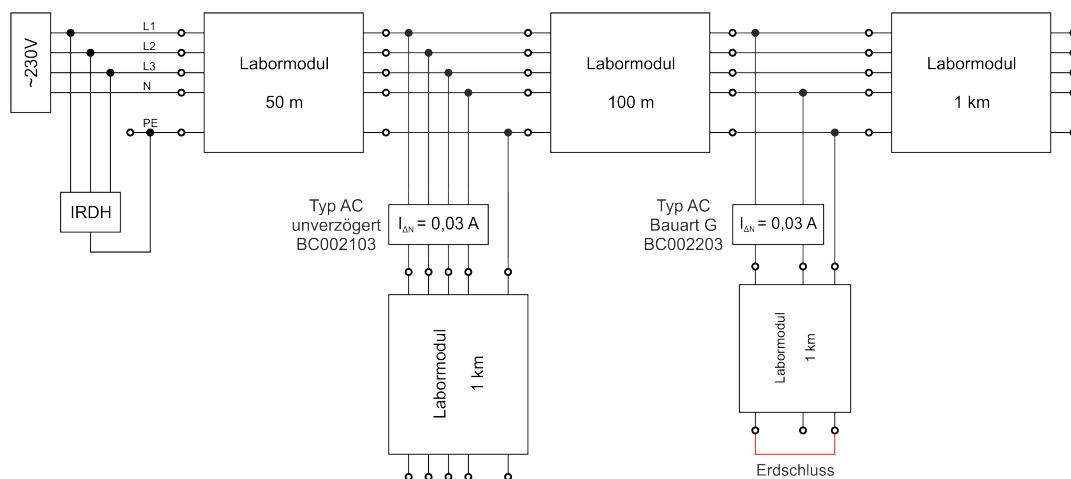 ~230V
L1
L2
L3
N
PE
IRDH
Labormodul
50 m
Labormodul
100 m
Labormodul
1 km
Typ AC
unverzögert
BC002103
I∆N = 0,03 A
Labormodul
1 km
Typ AC
Bauart G
BC002203
I∆N = 0,03 A
Labormodul
1 km
Erdschluss